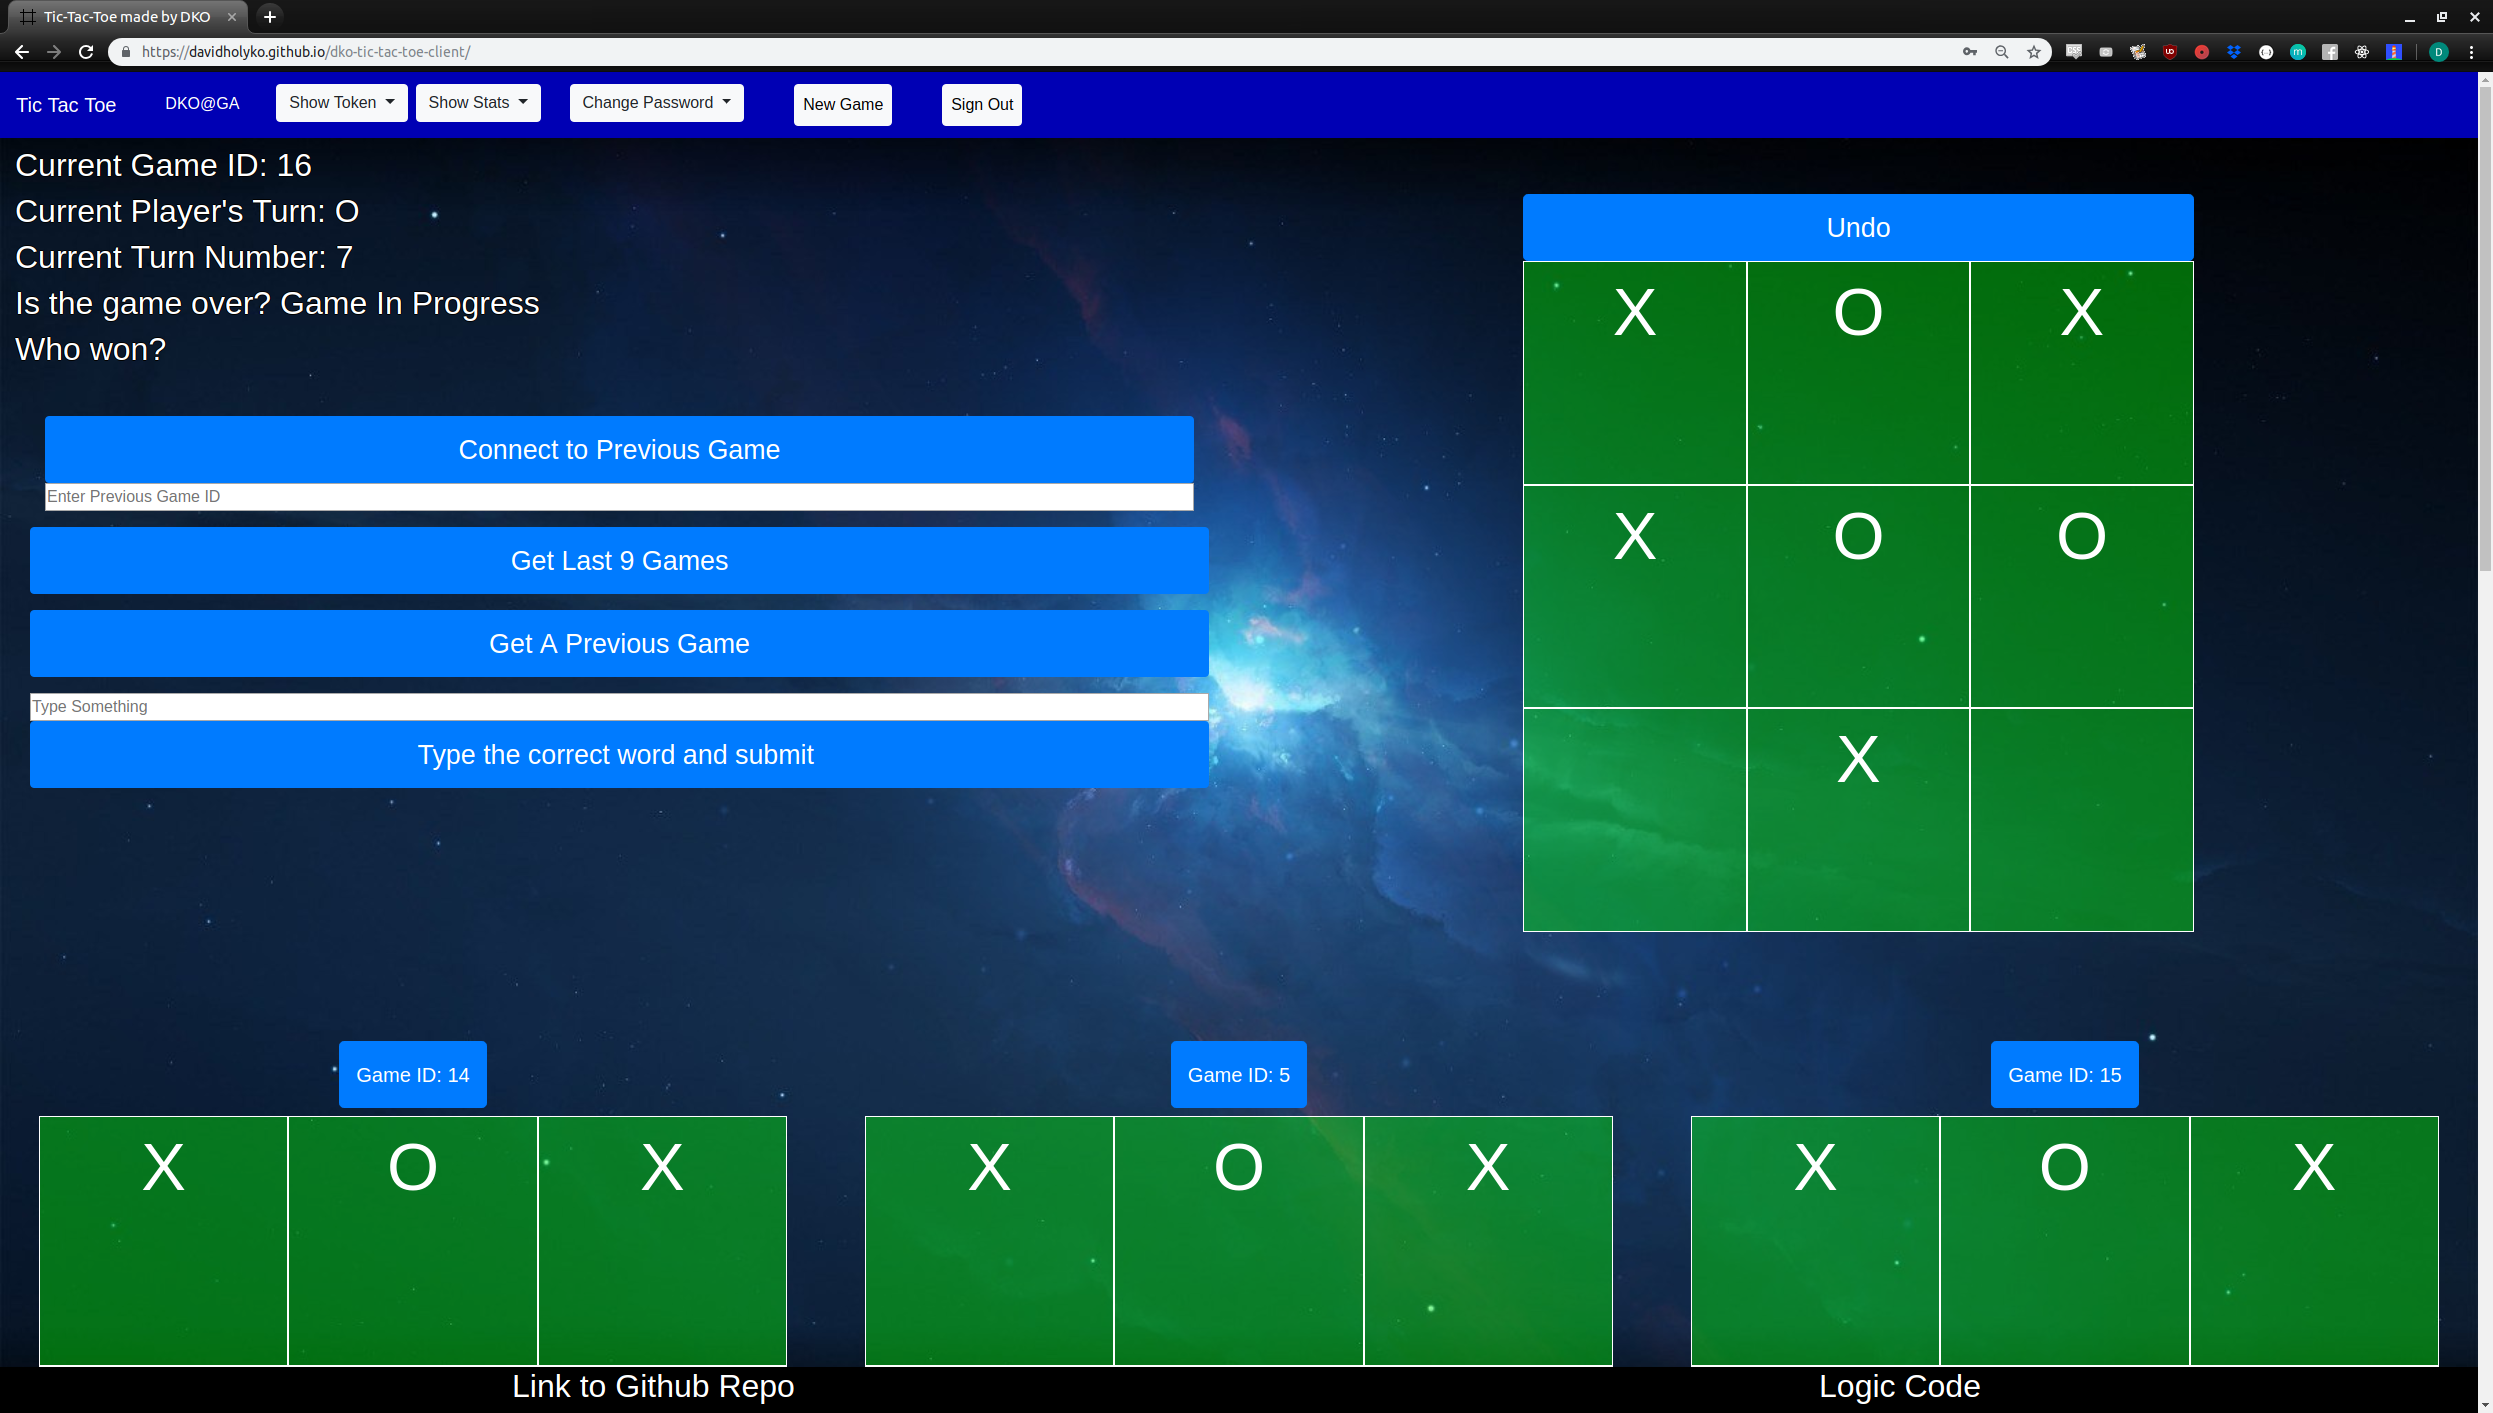 Tic-Tac-Toe made by DKO
https://davidholyko.github.io/dko-tic-tac-toe-client/
D
Tic Tac Toe
DKO@GA
Show Token
Show Stats
Change Password
New Game
Sign Out
Current Game ID: 16
Current Player's Turn: O
Current Turn Number: 7
Is the game over? Game In Progress
Who won?
Connect to Previous Game
Enter Previous Game ID
Get Last 9 Games
Get A Previous Game
Type Something
Type the correct word and submit
Undo
X O X
X O O
X
Game ID: 14
Game ID: 5
Game ID: 15
X O X
X O X
X O X
Link to Github Repo
Logic Code